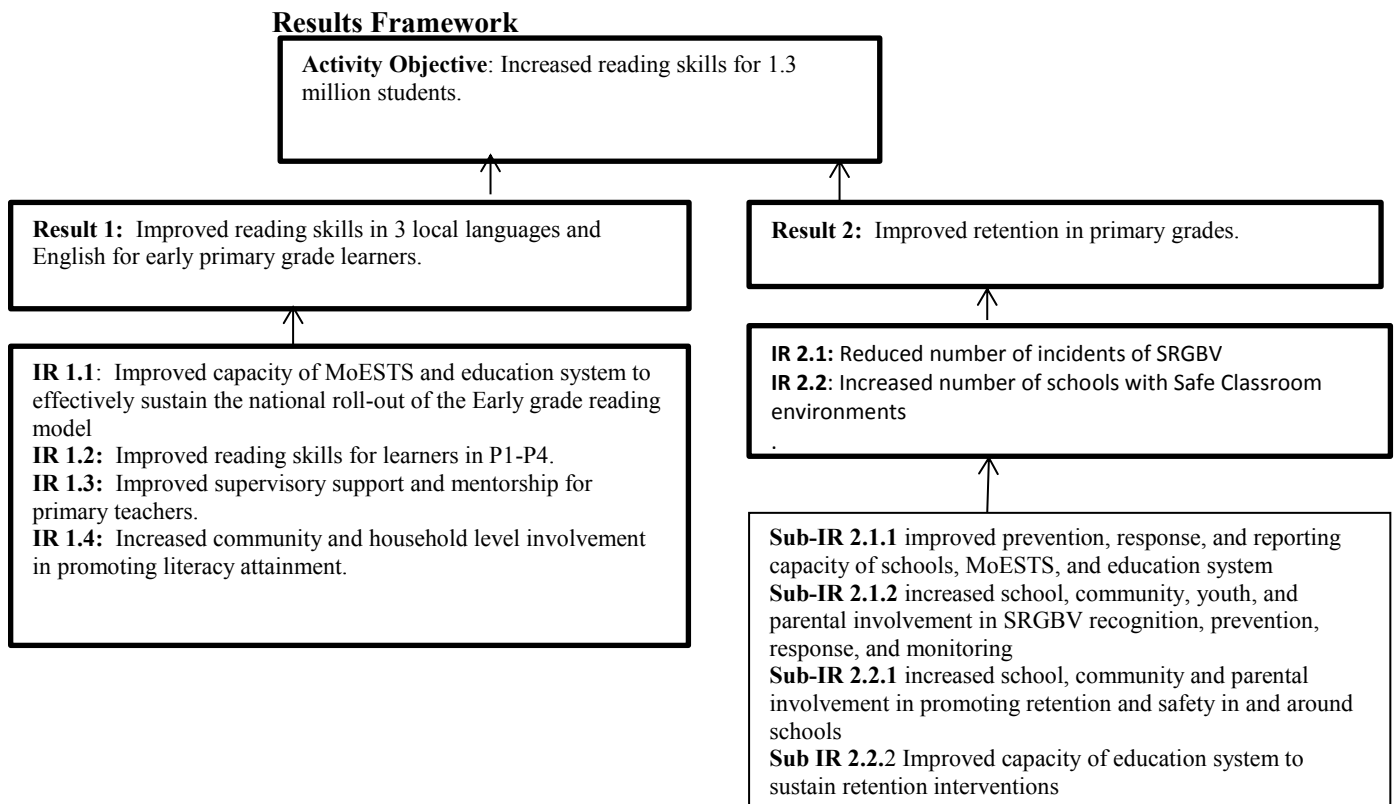 Results Framework
Activity Objective: Increased reading skills for 1.3
million students.
Result 1: Improved reading skills in 3 local languages and
English for early primary grade learners.
Result 2: Improved retention in primary grades.
IR 1.1: Improved capacity of MoESTS and education system to
effectively sustain the national roll-out of the Early grade reading
model
IR 1.2: Improved reading skills for learners in P1-P4.
IR 1.3: Improved supervisory support and mentorship for
primary teachers.
IR 1.4: Increased community and household level involvement
in promoting literacy attainment.
IR 2.1: Reduced number of incidents of SRGBV
IR 2.2: Increased number of schools with Safe Classroom
environments
.
Sub-IR 2.1.1 improved prevention, response, and reporting
capacity of schools, MoESTS, and education system
Sub-IR 2.1.2 increased school, community, youth, and
parental involvement in SRGBV recognition, prevention,
response, and monitoring
Sub-IR 2.2.1 increased school, community and parental
involvement in promoting retention and safety in and around
schools
Sub IR 2.2.2 Improved capacity of education system to
sustain retention interventions